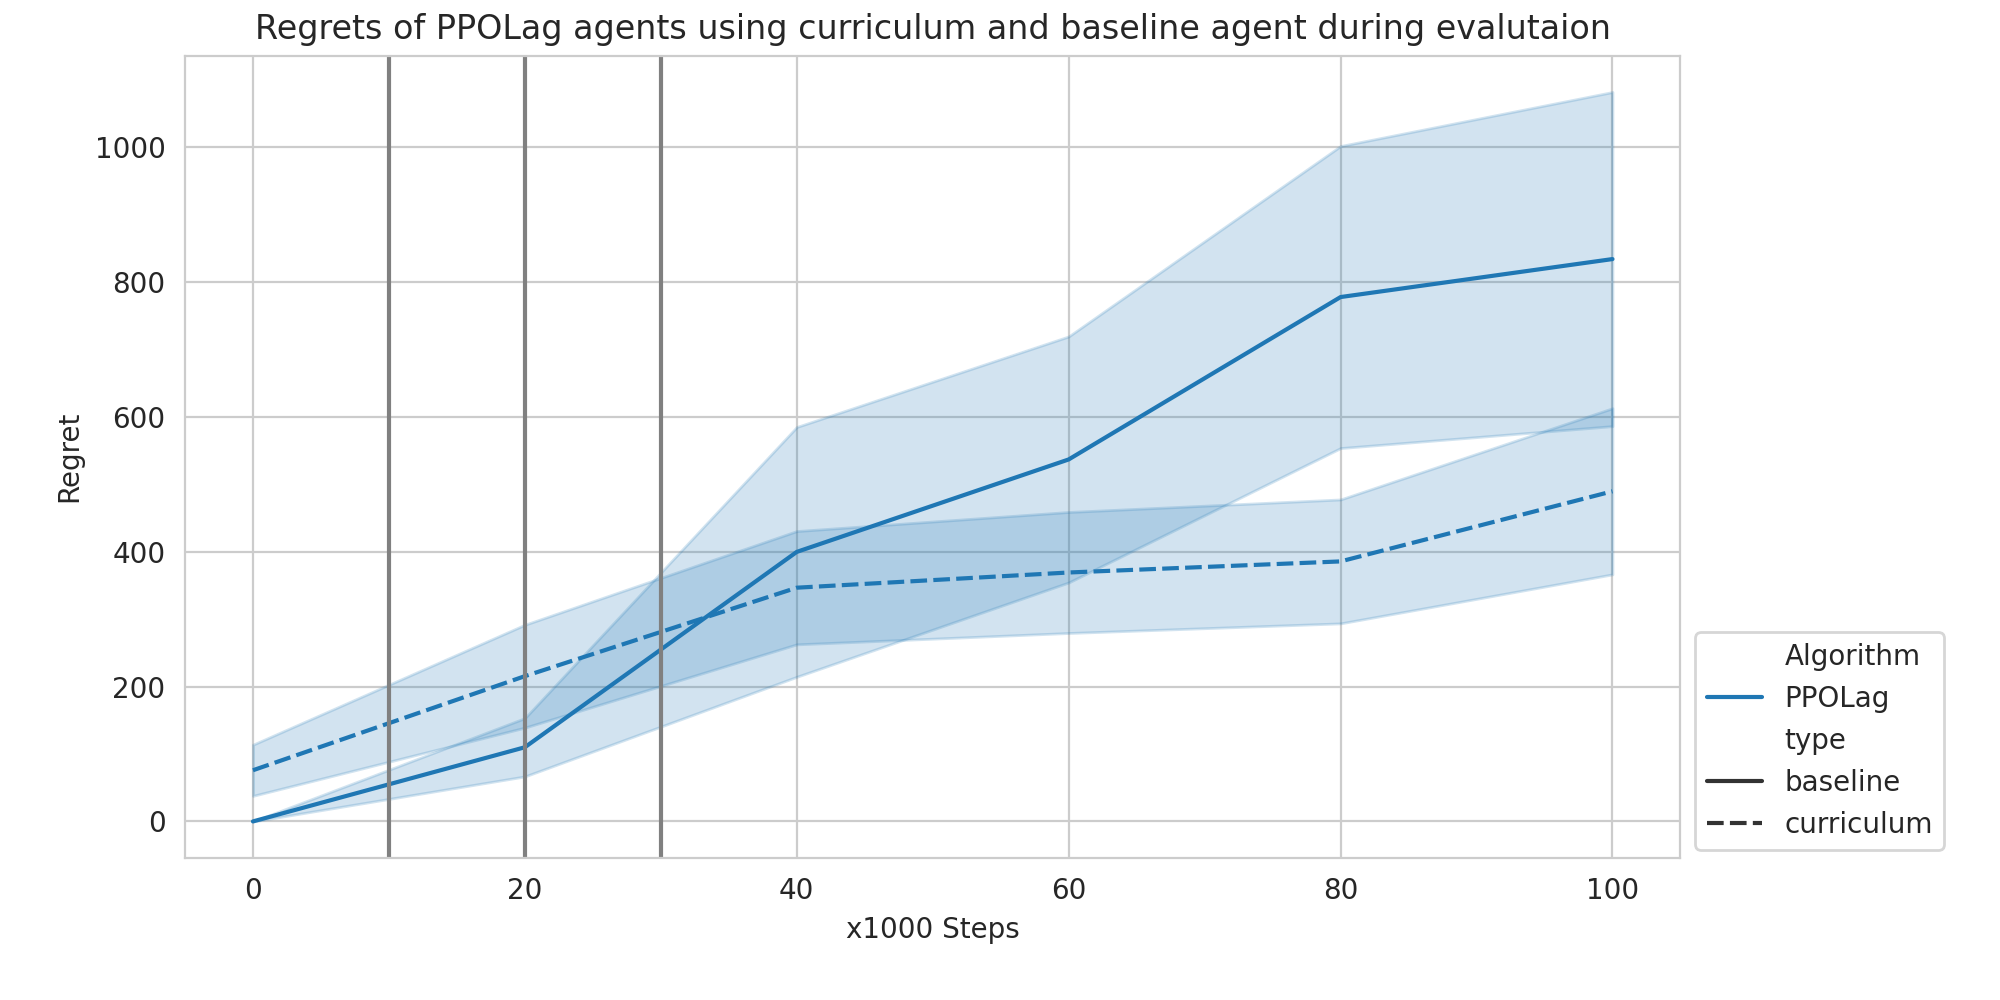 Regrets of PPOLag agents using curriculum and baseline agent during evalutaion
1000
800
600
400
200
0
Regret
0 20 40 60 80 100
x1000 Steps
Algorithm
PPOLag
type
baseline
curriculum